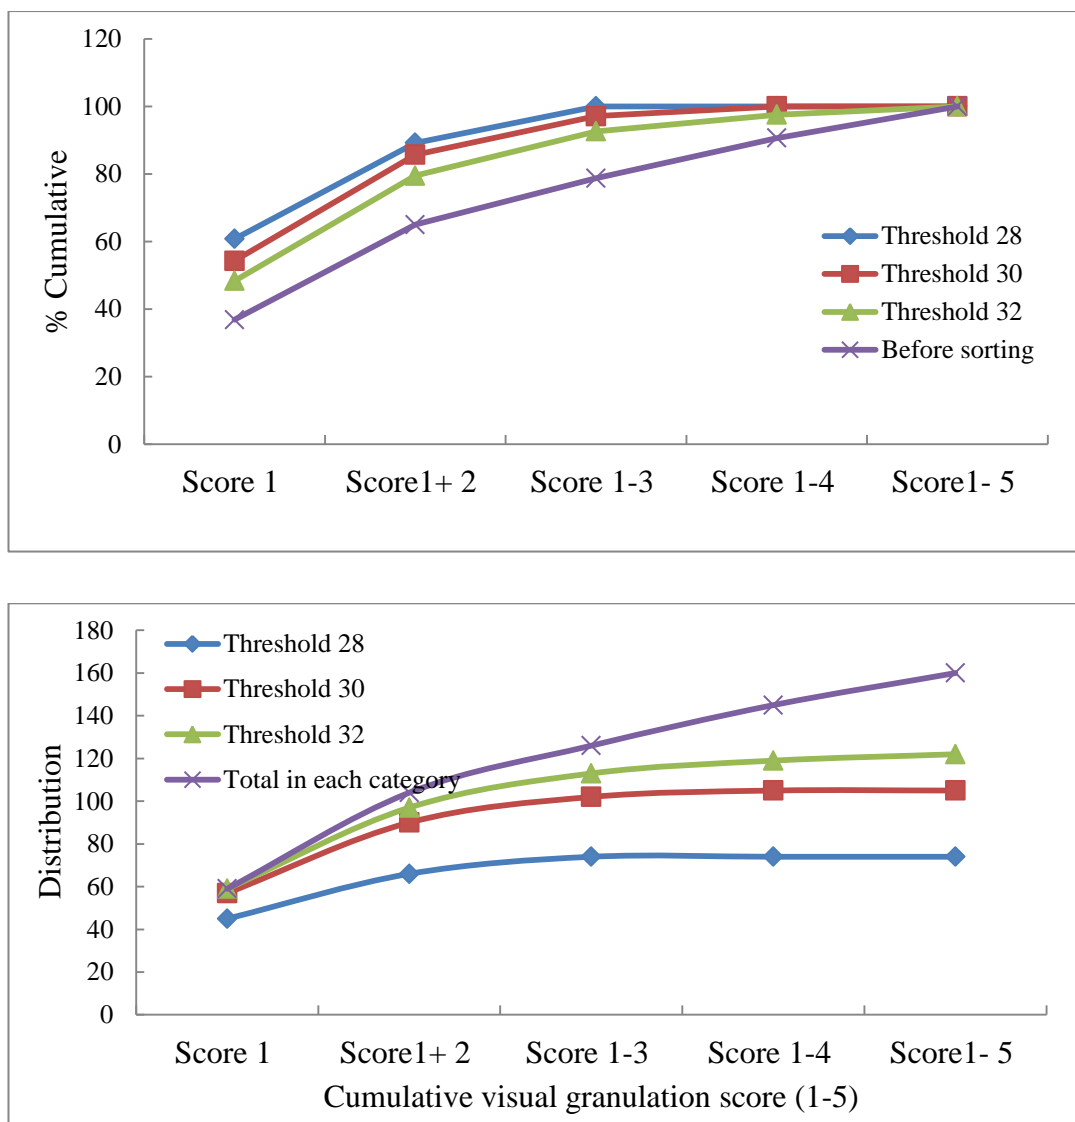 120
100
80
60
40
20
0
% Cumulative
Threshold 28
Threshold 30
Threshold 32
Before sorting
Score 1 Score1+ 2 Score 1-3 Score 1-4 Score1- 5
180
160
140
120
100
80
60
40
20
0
Distribution
Threshold 28
Threshold 30
Threshold 32
Total in each category
Score 1 Score1+ 2 Score 1-3 Score 1-4 Score1- 5
Cumulative visual granulation score (1-5)